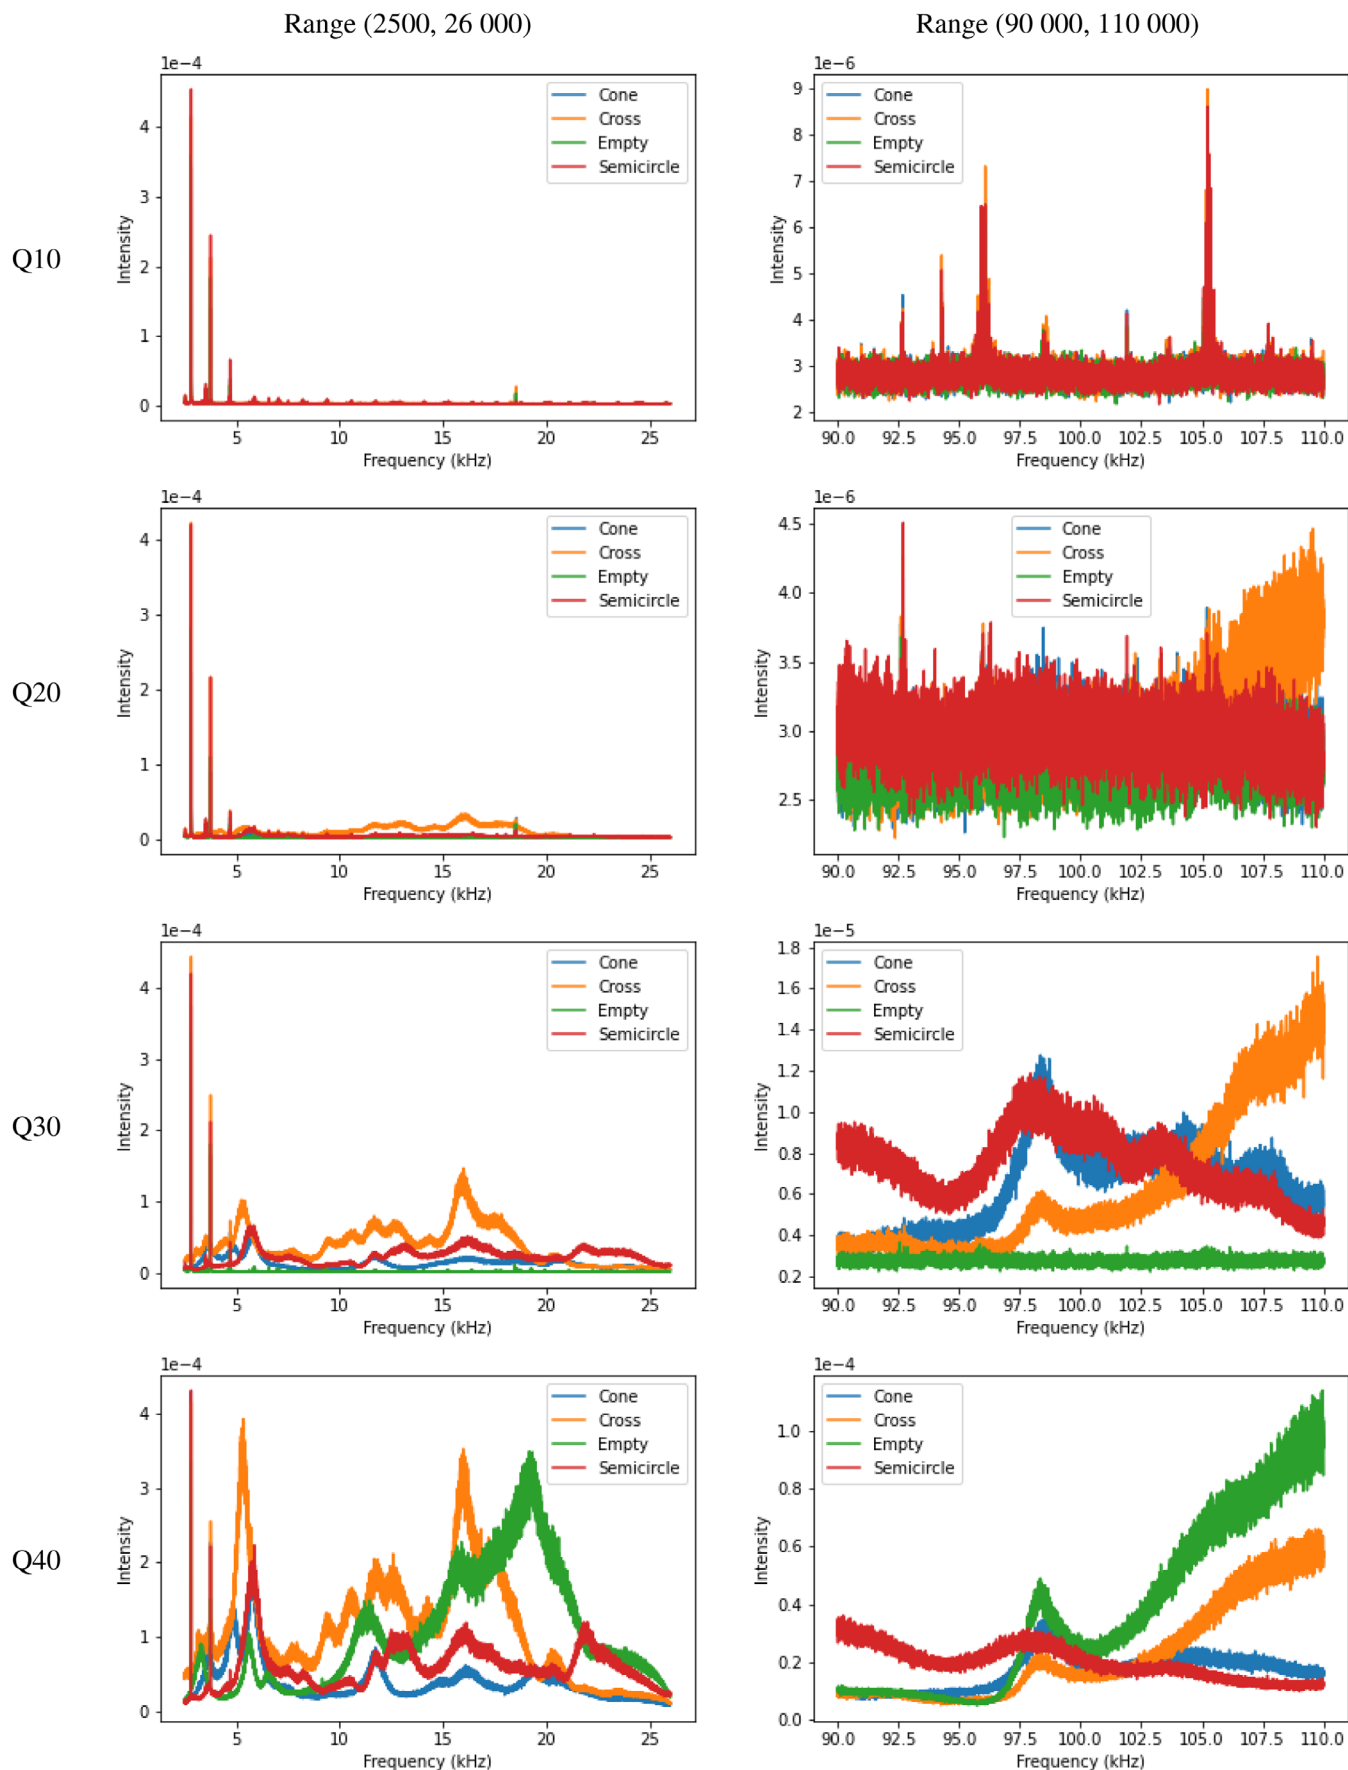 Range (2500, 26 000)
Range (90 000, 110 000)
Q10
1e−4
Intensity
4
3
2
1
0
5 10 15 20 25
Frequency (kHz)
Cone
Cross
Empty
Semicircle
1e−6
Intensity
9
8
7
6
5
4
3
2
90.0 92.5 95.0 97.5 100.0 102.5 105.0 107.5 110.0
Frequency (kHz)
Cone
Cross
Empty
Semicircle
Q20
1e−4
Intensity
4
3
2
1
0
5 10 15 20 25
Frequency (kHz)
Cone
Cross
Empty
Semicircle
1e−6
Intensity
4.5
4.0
3.5
3.0
2.5
90.0 92.5 95.0 97.5 100.0 102.5 105.0 107.5 110.0
Frequency (kHz)
Cone
Cross
Empty
Semicircle
Q30
1e−4
Intensity
4
3
2
1
0
5 10 15 20 25
Frequency (kHz)
Cone
Cross
Empty
Semicircle
1e−5
Intensity
1.8
1.6
1.4
1.2
1.0
0.8
0.6
0.4
0.2
90.0 92.5 95.0 97.5 100.0 102.5 105.0 107.5 110.0
Frequency (kHz)
Cone
Cross
Empty
Semicircle
Q40
1e−4
Intensity
4
3
2
1
0
5 10 15 20 25
Frequency (kHz)
Cone
Cross
Empty
Semicircle
1e−4
Intensity
1.0
0.8
0.6
0.4
0.2
0.0
90.0 92.5 95.0 97.5 100.0 102.5 105.0 107.5 110.0
Frequency (kHz)
Cone
Cross
Empty
Semicircle